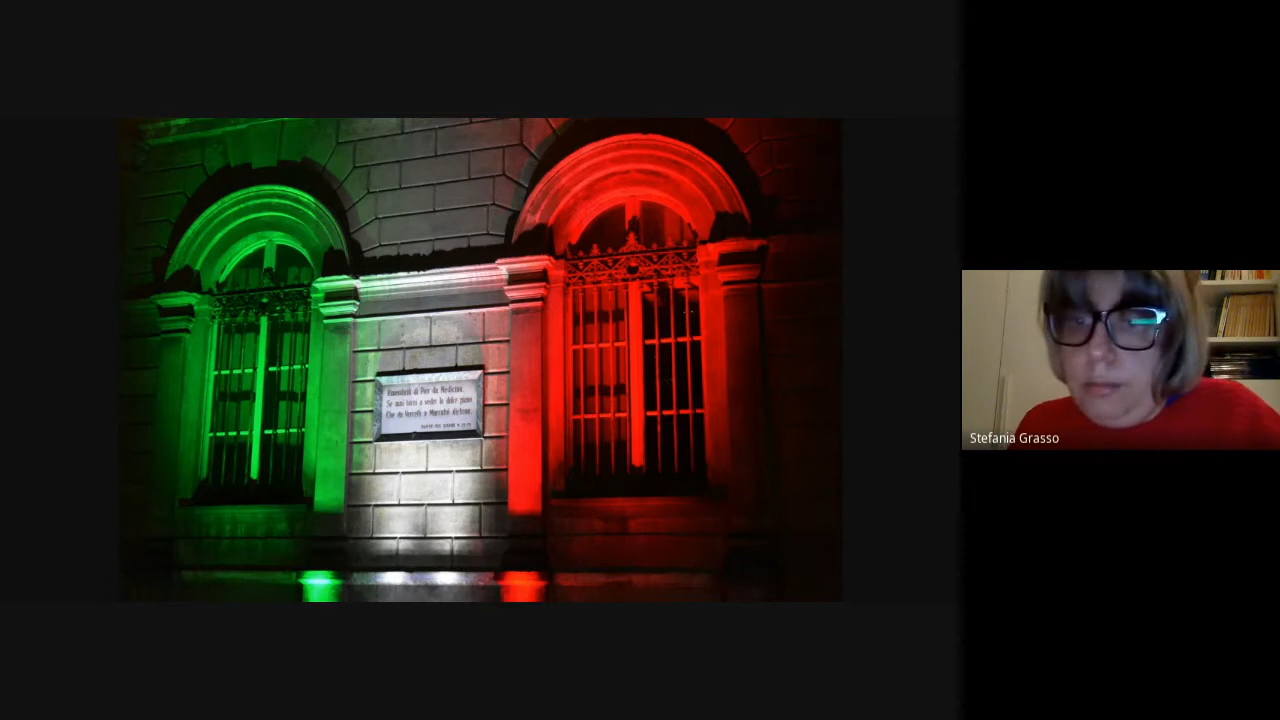 Rimembriti di Pier da Medicina,
Se mai torni a veder lo dolce piano
Che da Vercelli a Marcabò dichina.
Stefania Grasso